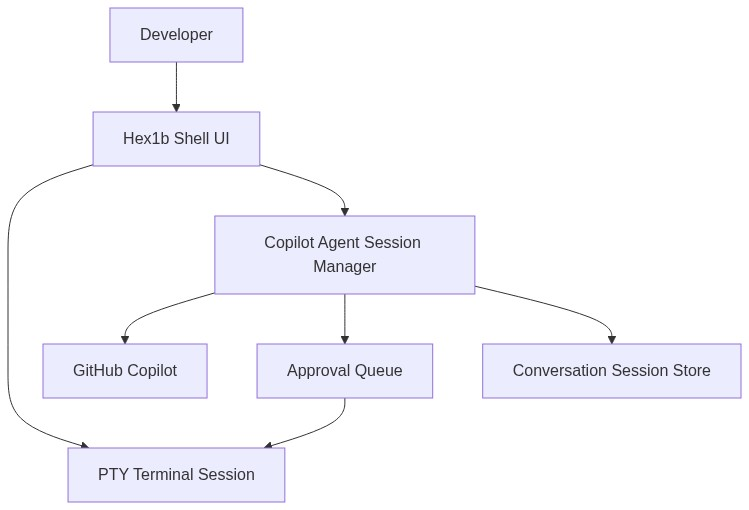 Developer
Hex1b Shell UI
Copilot Agent Session
Manager
GitHub Copilot
Approval Queue
Conversation Session Store
PTY Terminal Session